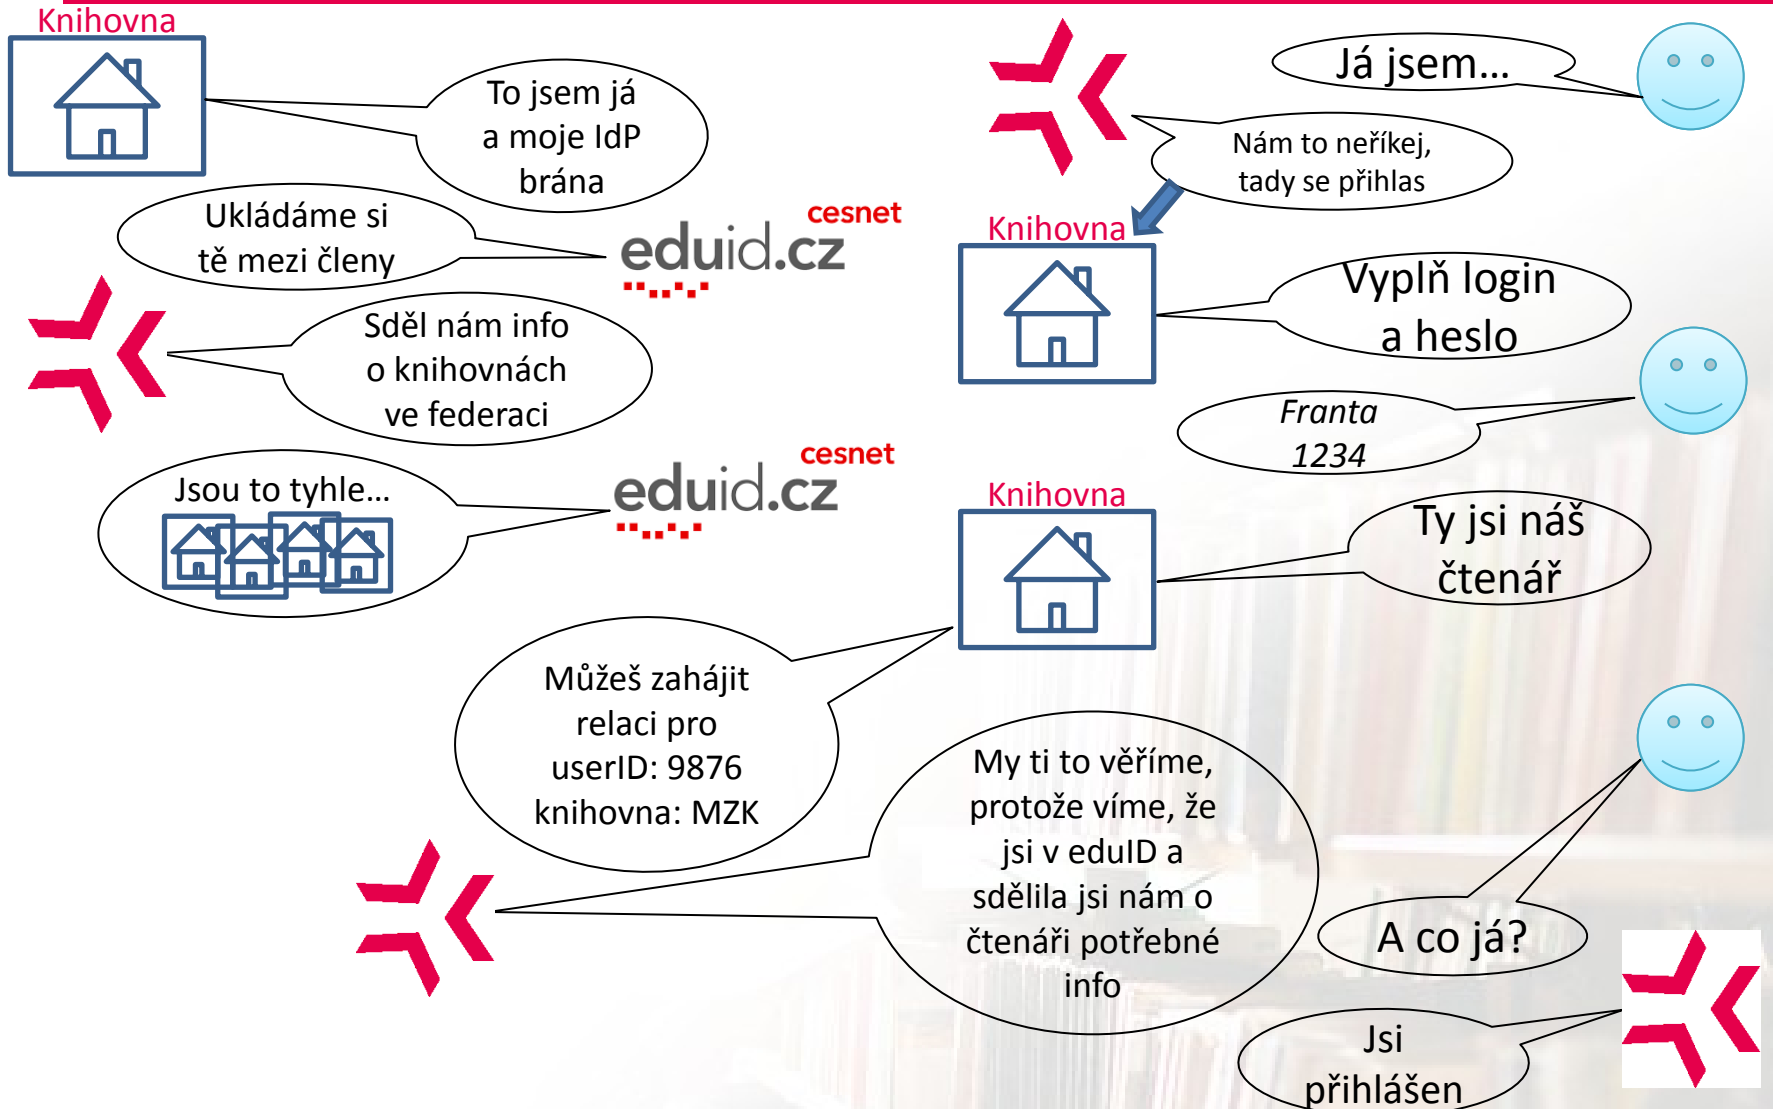 Knihovna
To jsem já
a moje IdP
brána
Ukládáme si
tě mezi členy
cesnet
eduid.cz
Sděl nám info
o knihovnách
ve federaci
Jsou to tyhle…
cesnet
eduid.cz
Já jsem…
Nám to neříkej,
tady se přihlas
Knihovna
Vyplň login
a heslo
Franta
1234
Knihovna
Ty jsi náš
čtenář
Můžeš zahájit
relaci pro
userID: 9876
knihovna: MZK
My ti to věříme,
protože víme, že
jsi v eduID a
sdělila jsi nám o
čtenáři potřebné
info
A co já?
Jsi
přihlášen